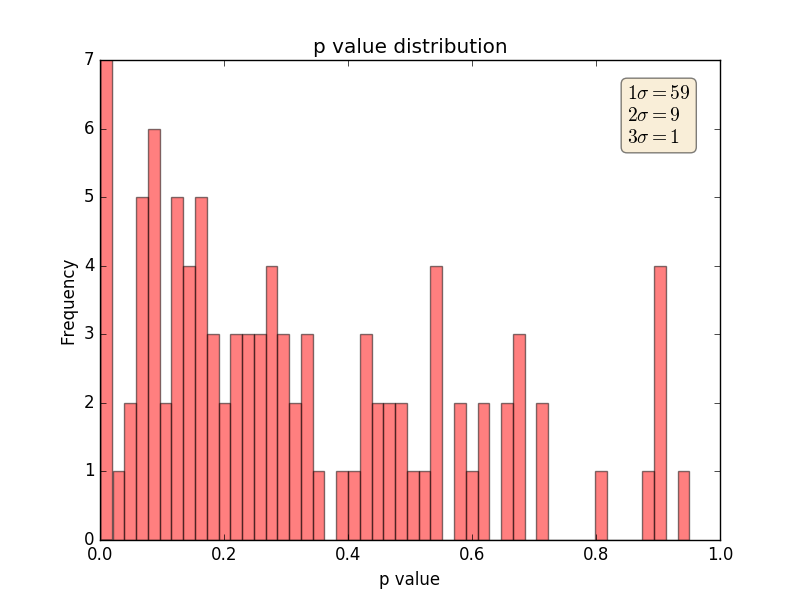 p value distribution
1σ = 59
2σ = 9
3σ = 1
7
6
5
4
3
2
1
0
Frequency
0.0 0.2 0.4 0.6 0.8 1.0
p value